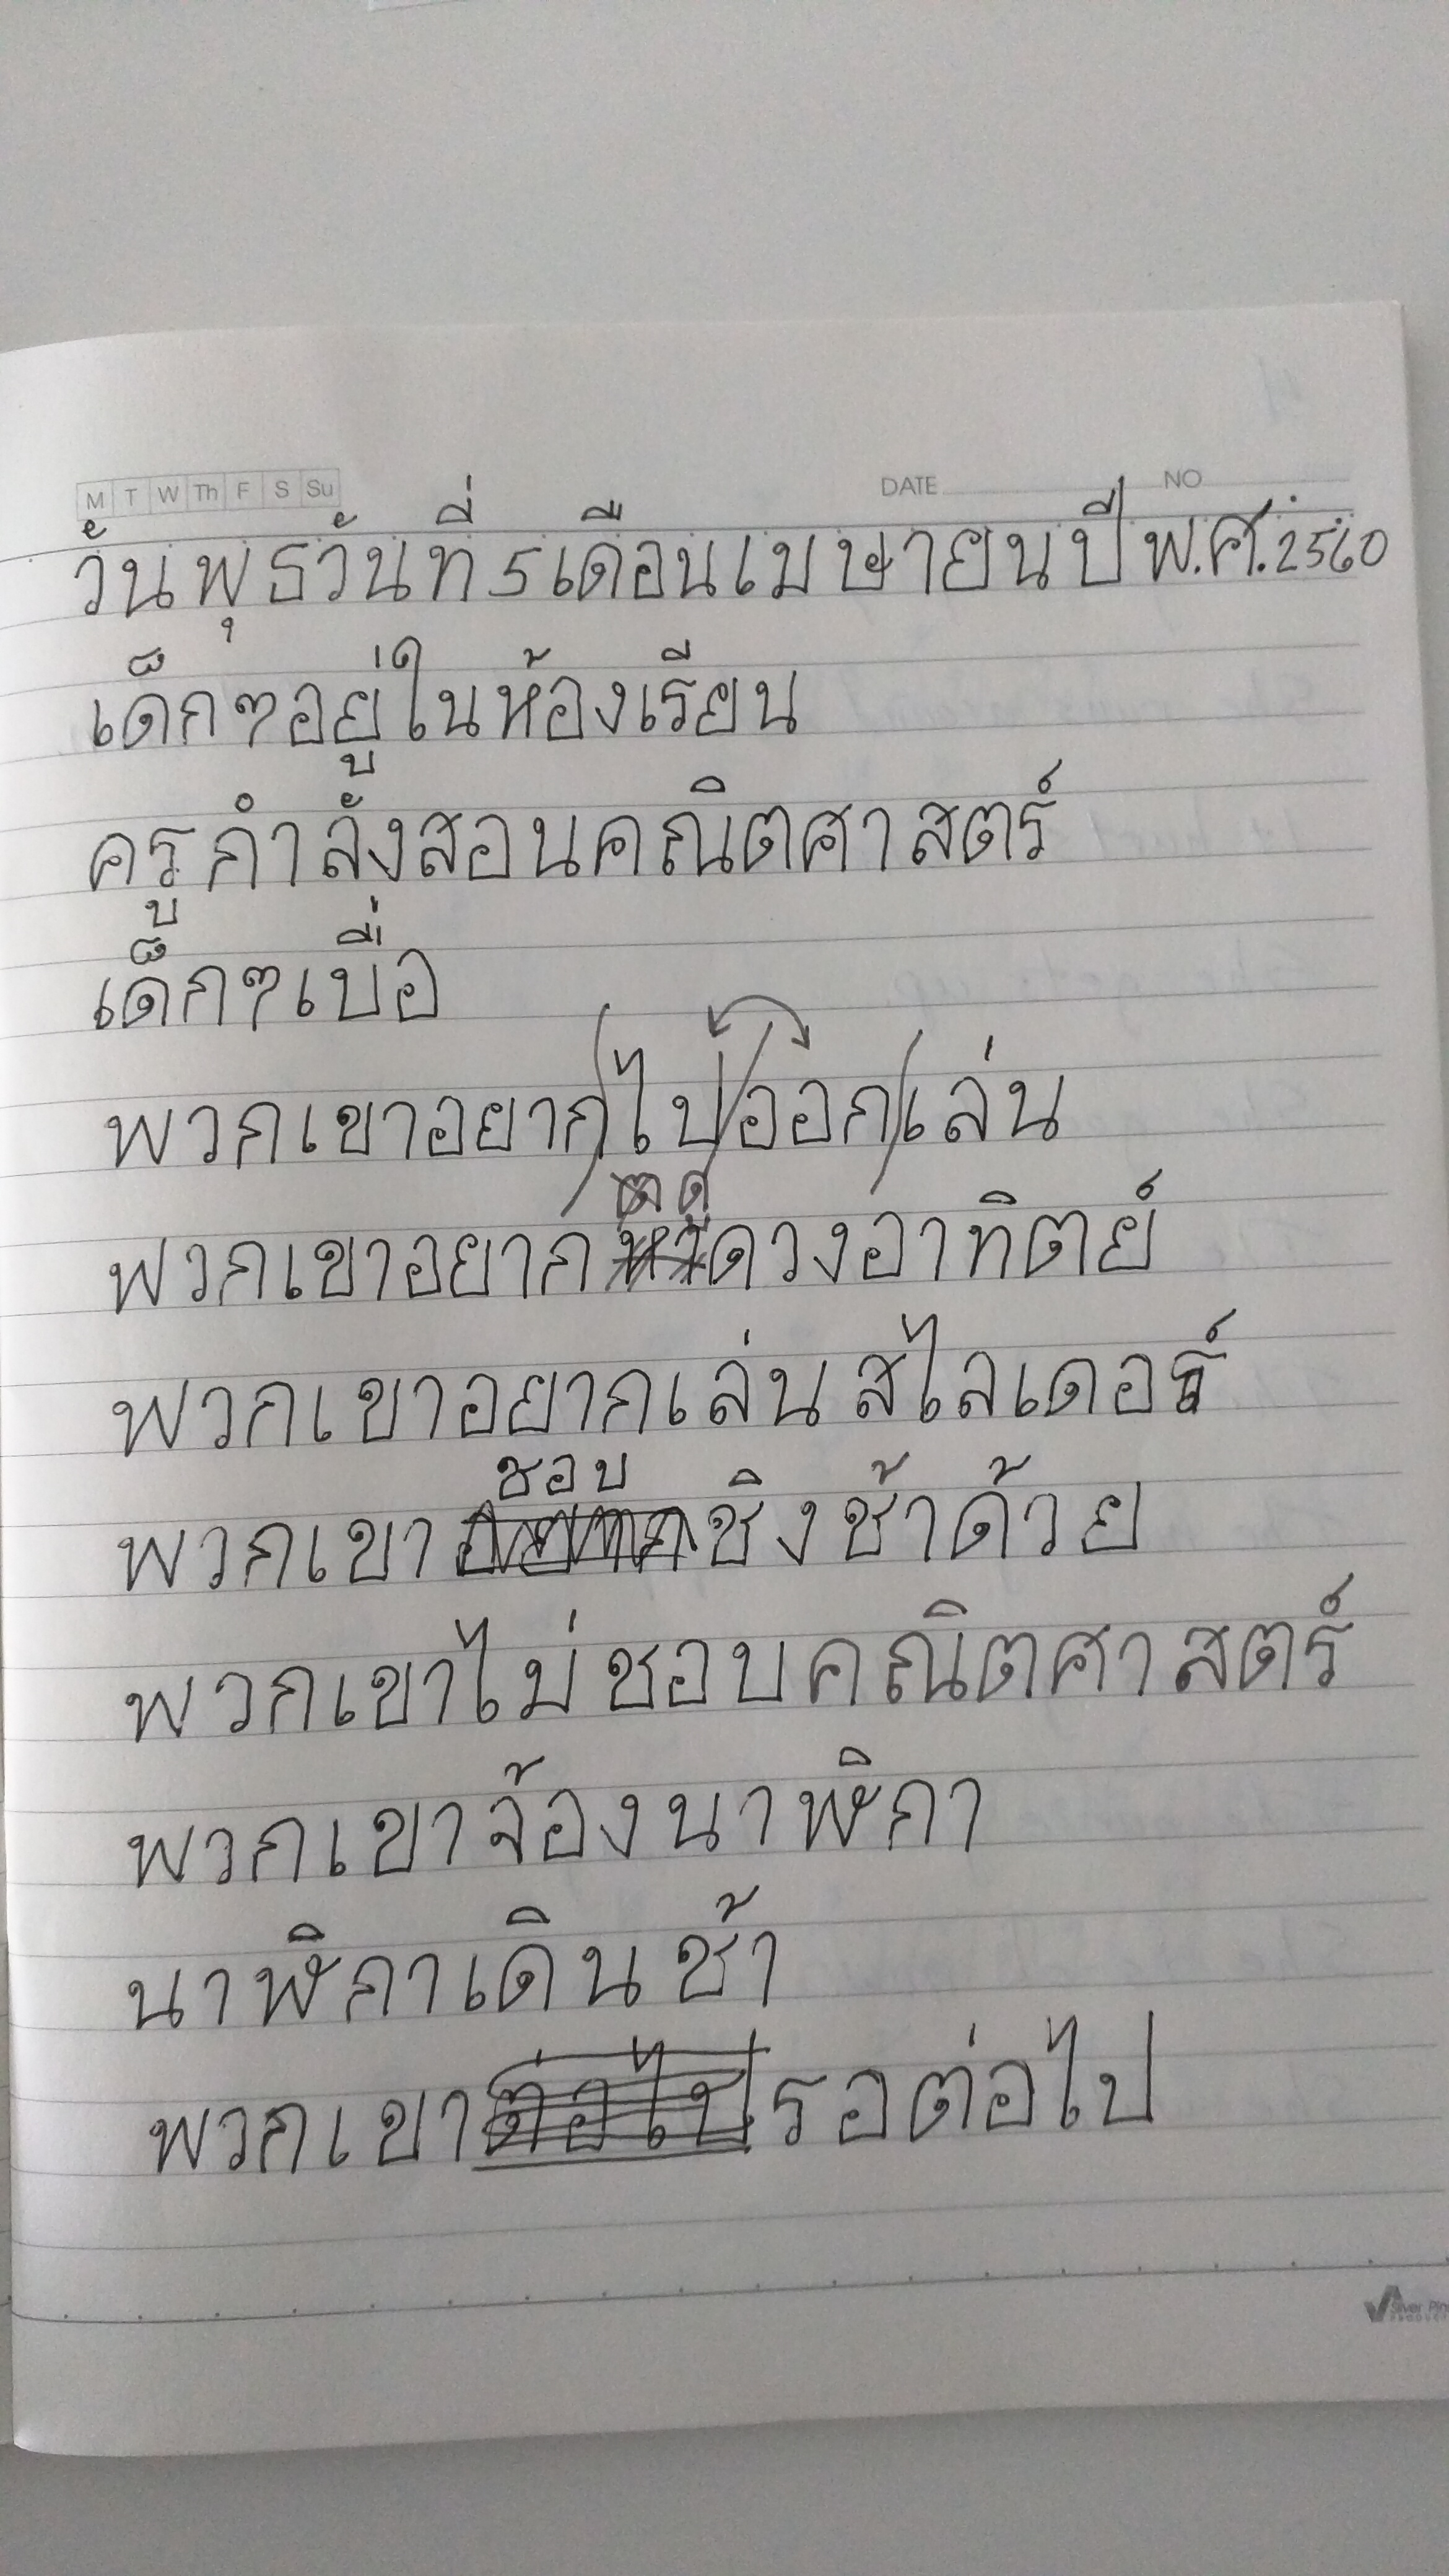 M T W Th F S Su DATE NO
วันพุธวันที่ 5 เดือนเมษายนปี พ.ศ.2560
เด็กๆอยู่ในห้องเรียน
ครูกำลังสอนคณิตศาสตร์
เด็กๆเบื่อ
พวกเขาอยาก/ไป/ออก/เล่น
ดู
พวกเขาอยากดวงอาทิตย์
พวกเขาอยากเล่นสไลเดอร์
ชอบ
พวกเขาชิงช้าด้วย
พวกเขาไม่ชอบคณิตศาสตร์
พวกเขาจ้องนาฬิกา
นาฬิกาเดินช้า
พวกเขารอต่อไป